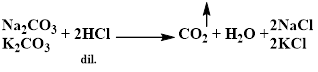 Na2CO3
K2CO3 + 2HCl → CO2 + H2O + 2NaCl
2KCl
dil.